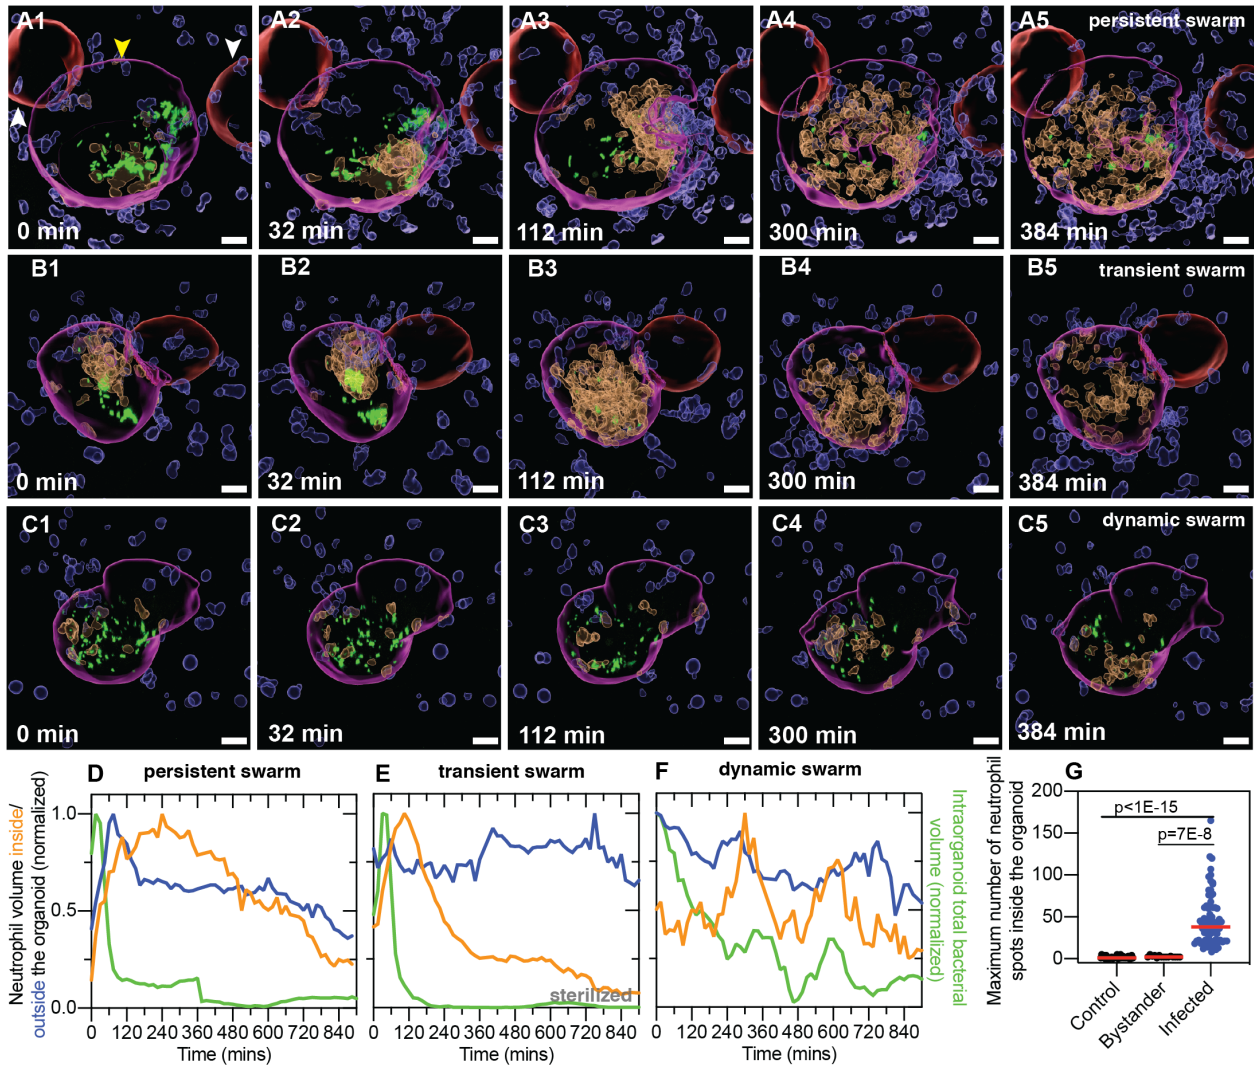 A1 A2 A3 A4 A5 persistent swarm
0 min 32 min 112 min 300 min 384 min
B1 B2 B3 B4 B5 transient swarm
0 min 32 min 112 min 300 min 384 min
C1 C2 C3 C4 C5 dynamic swarm
0 min 32 min 112 min 300 min 384 min
D persistent swarm
Neutrophil volume inside/
outside the organoid (normalized)
1.0
0.5
0.0
0 120 240 360 480 600 720 840
Time (mins)
E transient swarm
sterilized
0 120 240 360 480 600 720 840
Time (mins)
F dynamic swarm
Intraorganoid total bacterial
volume (normalized)
0 120 240 360 480 600 720 840
Time (mins)
G
Maximum number of neutrophil
spots inside the organoid
200
150
100
50
0
p<1E-15
p=7E-8
Control
Bystander
Infected